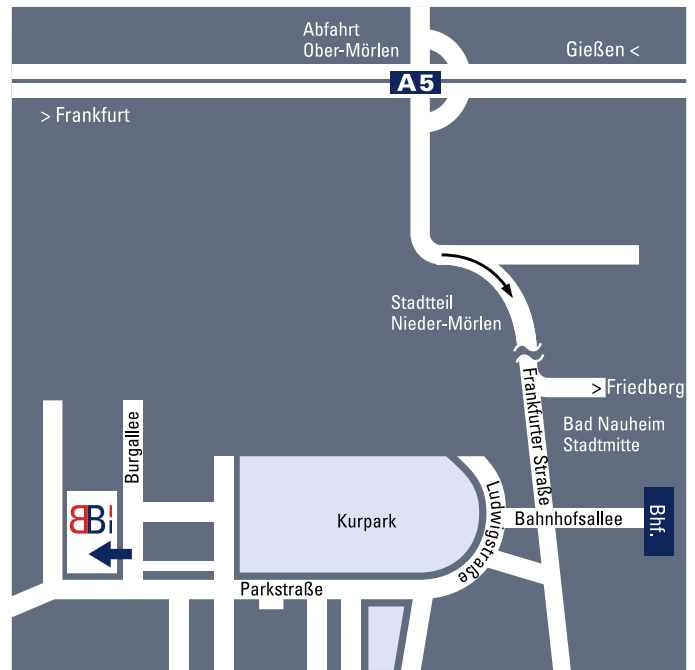 Abfahrt
Ober-Mörlen
Gießen <
A5
> Frankfurt
Stadtteil
Nieder-Mörlen
> Friedberg
Frankfurter Straße
Bad Nauheim
Stadtmitte
Burgallee
BBi
Kurpark
Ludwigstraße
Bahnhofsallee
Bhf.
Parkstraße